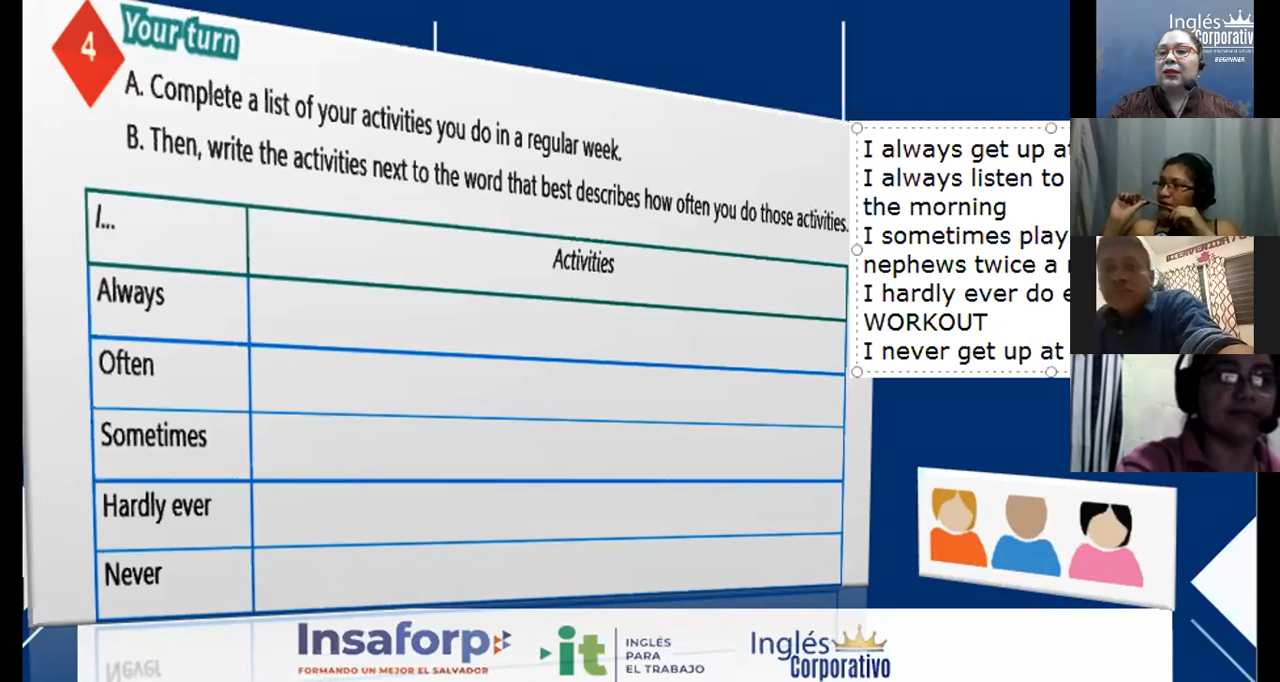 4
Your turn
A. Complete a list of your activities you do in a regular week.
B. Then, write the activities next to the word that best describes how often you do those activities.
I...
Activities
Always
Often
Sometimes
Hardly ever
Never
I always get up at
I always listen to
the morning
I sometimes play
nephews twice a
I hardly ever do
WORKOUT
I never get up at
Insaforp
FORMANDO UN MEJOR EL SALVADOR
it
INGLÉS
PARA
EL TRABAJO
Inglés
Corporativo
Inglés
Corporativo
BEGINNER